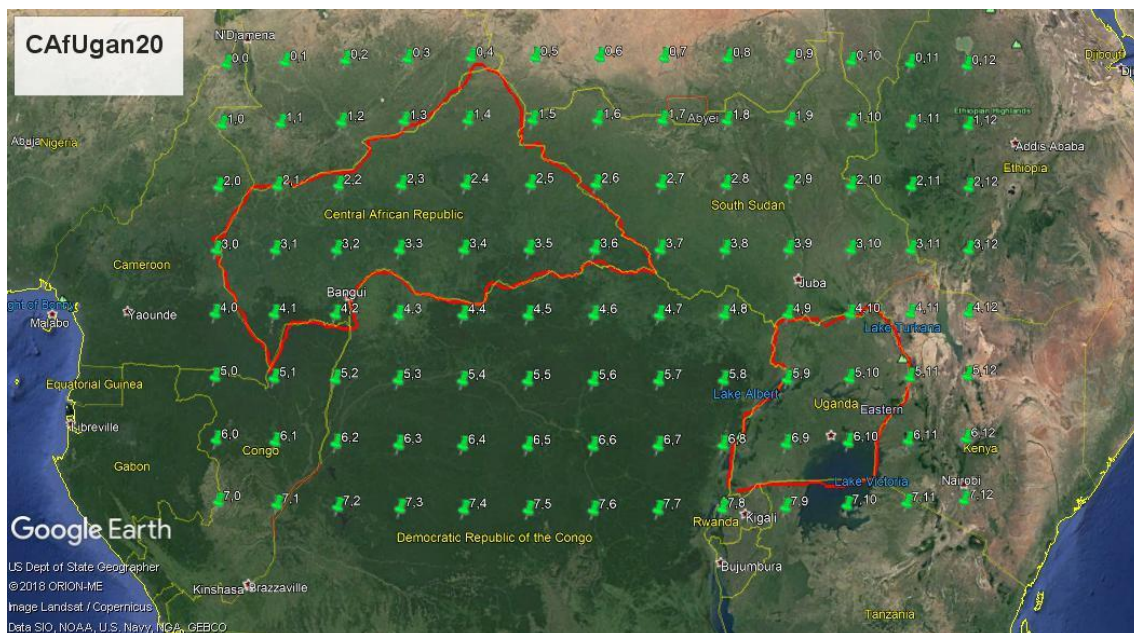 CAfUgan20
N'Djamena
Djibouti
0,0 0,1 0,2 0,3 0,4 0,5 0,6 0,7 0,8 0,9 0,10 0,11 0,12
Ethiopian Highlands
Abyei
1,0 1,1 1,2 1,3 1,4 1,5 1,6 1,7 1,8 1,9 1,10 1,11 1,12
Abuja
Nigeria
Addis Ababa
Ethiopia
2,0 2,1 2,2 2,3 2,4 2,5 2,6 2,7 2,8 2,9 2,10 2,11 2,12
South Sudan
Central African Republic
3,0 3,1 3,2 3,3 3,4 3,5 3,6 3,7 3,8 3,9 3,10 3,11 3,12
Cameroon
Juba
Bangui
4,0 4,1 4,2 4,3 4,4 4,5 4,6 4,7 4,8 4,9 4,10 4,11 4,12
Malabo
Yaounde
Lake Turkana
5,0 5,1 5,2 5,3 5,4 5,5 5,6 5,7 5,8 5,9 5,10 5,11 5,12
Equatorial Guinea
Lake Albert
Uganda
Eastern
Libreville
6,0 6,1 6,2 6,3 6,4 6,5 6,6 6,7 6,8 6,9 6,10 6,11 6,12
Congo
Kenya
Gabon
Lake Victoria
Nairobi
7,0 7,1 7,2 7,3 7,4 7,5 7,6 7,7 7,8 7,9 7,10 7,11 7,12
Rwanda
Kigali
Google Earth
Democratic Republic of the Congo
US Dept of State Geographer
Bujumbura
©2018 ORION-ME
Kinshasa
Brazzaville
Image Landsat / Copernicus
Tanzania
Data SIO, NOAA, U.S. Navy, NGA, GEBCO